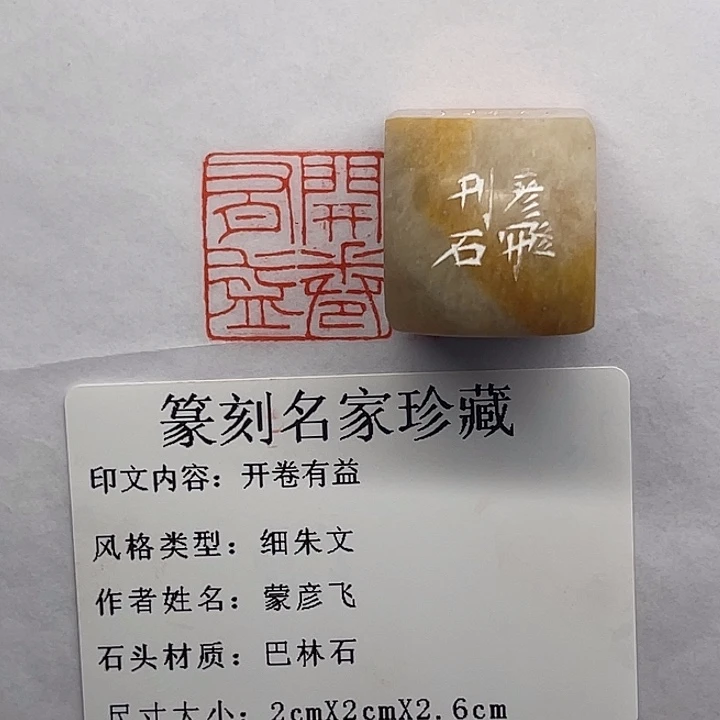 開卷
有益
彦飛
刊石
篆刻名家珍藏
印文内容：开卷有益
风格类型：细朱文
作者姓名：蒙彦飞
石头材质：巴林石
尺寸大小：2cmX2cmX2.6cm